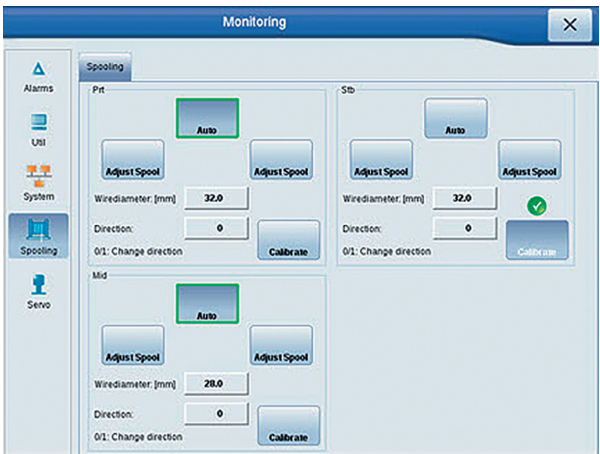 Monitoring
Alarms
Util
System
Spooling
Servo
Spooling
Prt
Auto
Adjust Spool
Adjust Spool
Wirediameter: [mm]
32.0
Direction:
0
0/1: Change direction
Calibrate
Stb
Auto
Adjust Spool
Adjust Spool
Wirediameter: [mm]
32.0
Direction:
0
0/1: Change direction
Calibrate
Mid
Auto
Adjust Spool
Adjust Spool
Wirediameter: [mm]
28.0
Direction:
0
0/1: Change direction
Calibrate